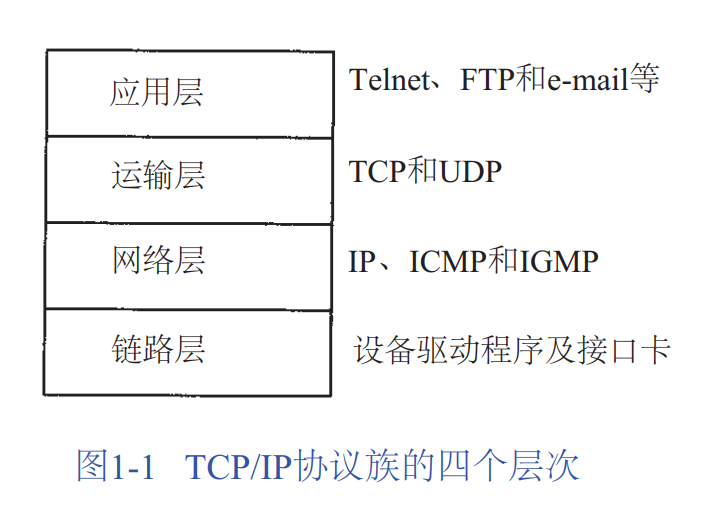 应用层 Telnet、FTP和e-mail等
运输层 TCP和UDP
网络层 IP、ICMP和IGMP
链路层 设备驱动程序及接口卡
图1-1 TCP/IP协议族的四个层次